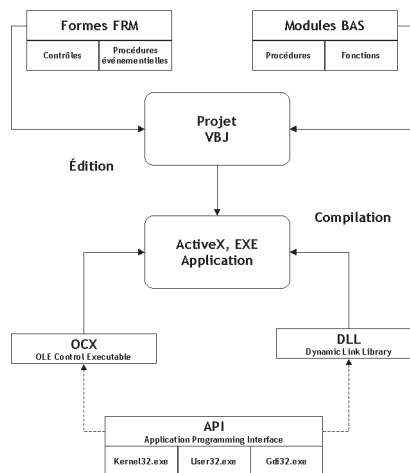 Formes FRM
Contrôles
Procédures
événementielles
Modules BAS
Procédures
Fonctions
Projet
VBJ
Édition
Compilation
ActiveX, EXE
Application
OCX
OLE Control Executable
DLL
Dynamic Link Library
API
Application Programming Interface
Kernel32.exe
User32.exe
Gdi32.exe